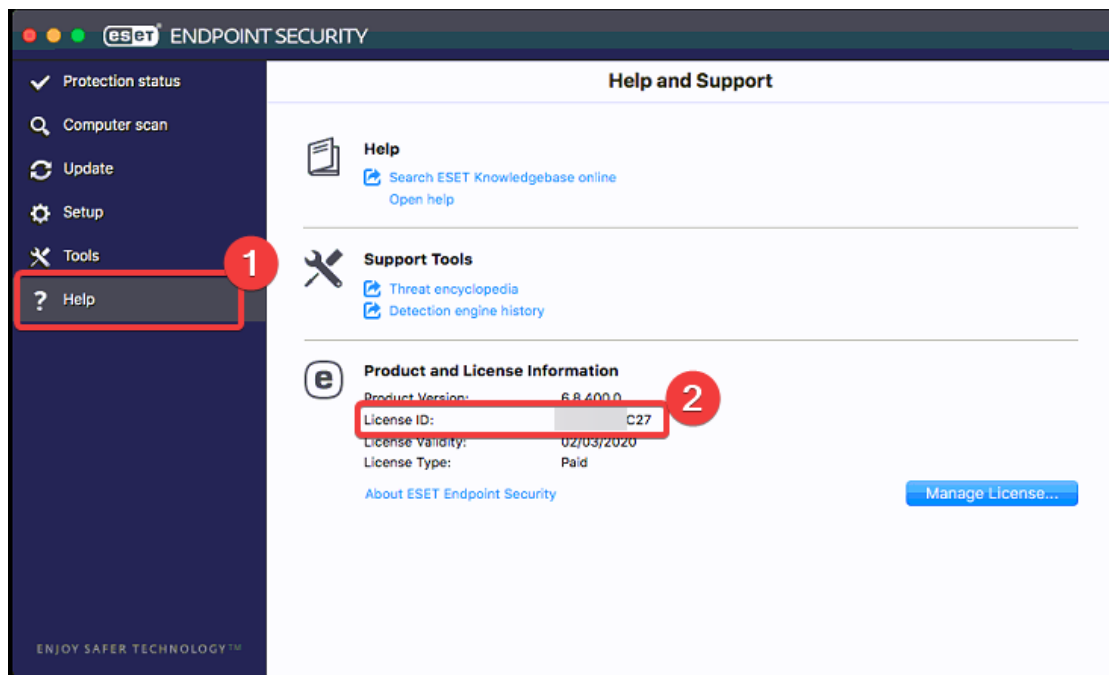 eset ENDPOINT SECURITY
Protection status
Computer scan
Update
Setup
Tools
1
Help
Help and Support
Help
Search ESET Knowledgebase online
Open help
Support Tools
Threat encyclopedia
Detection engine history
e
Product and License Information
Product Version: 6.8.400.0
2
License ID: C27
License Validity: 02/03/2020
License Type: Paid
About ESET Endpoint Security
Manage License...
ENJOY SAFER TECHNOLOGY™